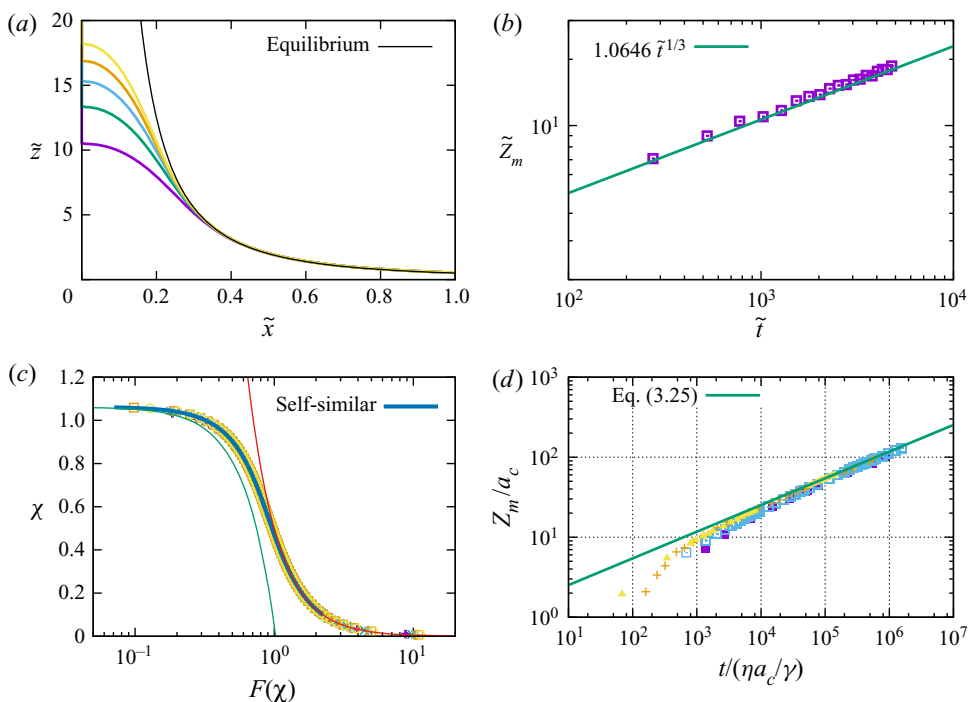 (a)
20
15
10
5
0
0.2
0.4
0.6
0.8
1.0
z̃
x̃
Equilibrium
(b)
1.0646 t̃^{1/3}
10^1
Z̃_m
10^2
10^3
10^4
t̃
(c)
1.2
1.0
0.8
0.6
0.4
0.2
0
χ
Self-similar
10^{−1}
10^0
10^1
F(χ)
(d)
10^3
10^2
10^1
10^0
Z_m/a_c
Eq. (3.25)
10^1
10^2
10^3
10^4
10^5
10^6
10^7
t/(ηa_c/γ)